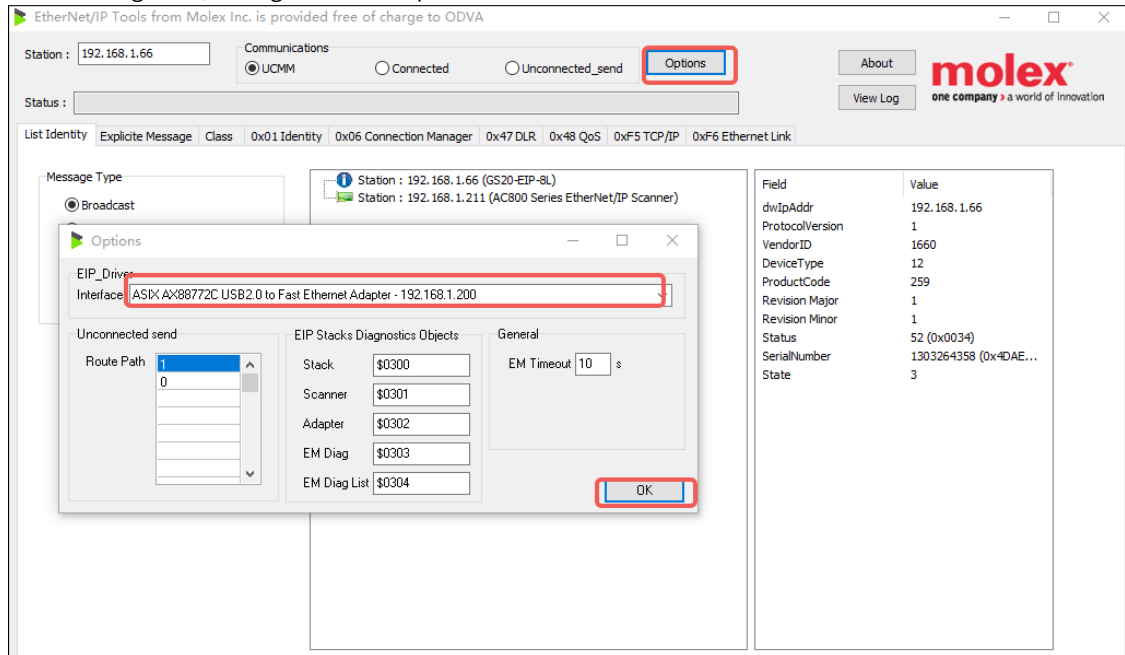 EtherNet/IP Tools from Molex Inc. is provided free of charge to ODVA
Station : 192.168.1.66
Communications
UCMM Connected Unconnected_send
Options
About
molex
one company > a world of innovation
Status :
View Log
List Identity Explicite Message Class 0x01 Identity 0x06 Connection Manager 0x47 DLR 0x48 QoS 0xF5 TCP/IP 0xF6 Ethernet Link
Message Type
Broadcast
Station : 192.168.1.66 (GS20-EIP-8L)
Station : 192.168.1.211 (AC800 Series EtherNet/IP Scanner)
Field Value
dwIpAddr 192.168.1.66
ProtocolVersion 1
VendorID 1660
DeviceType 12
ProductCode 259
Revision Major 1
Revision Minor 1
Status 52 (0x0034)
SerialNumber 1303264358 (0x4DAE...
State 3
Options
EIP_Driver
Interface ASIX AX88772C USB2.0 to Fast Ethernet Adapter - 192.168.1.200
Unconnected send
Route Path 1
0
EIP Stacks Diagnostics Objects
Stack $0300
Scanner $0301
Adapter $0302
EM Diag $0303
EM Diag List $0304
General
EM Timeout 10 s
OK